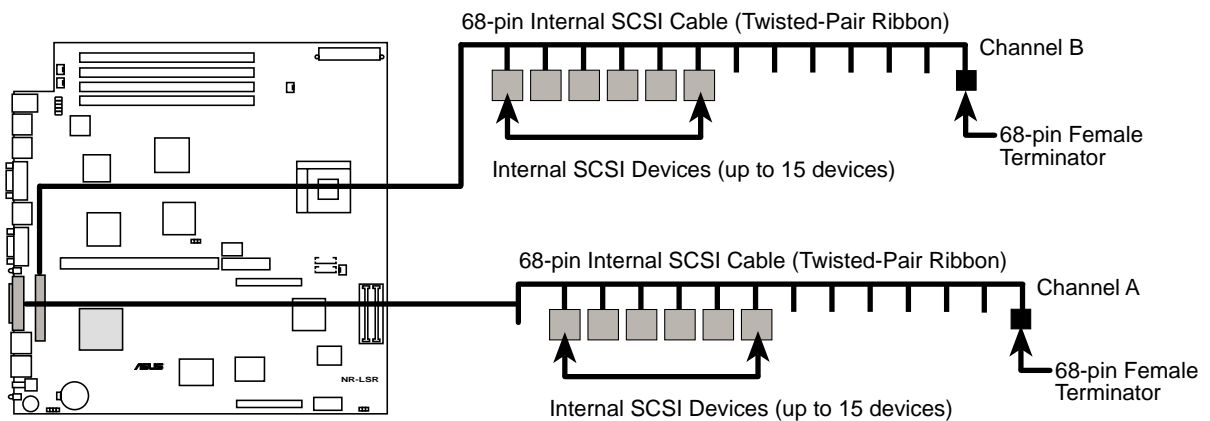 68-pin Internal SCSI Cable (Twisted-Pair Ribbon)
Channel B
68-pin Female
Terminator
Internal SCSI Devices (up to 15 devices)
68-pin Internal SCSI Cable (Twisted-Pair Ribbon)
Channel A
68-pin Female
Terminator
Internal SCSI Devices (up to 15 devices)
ASUS
NR-LSR